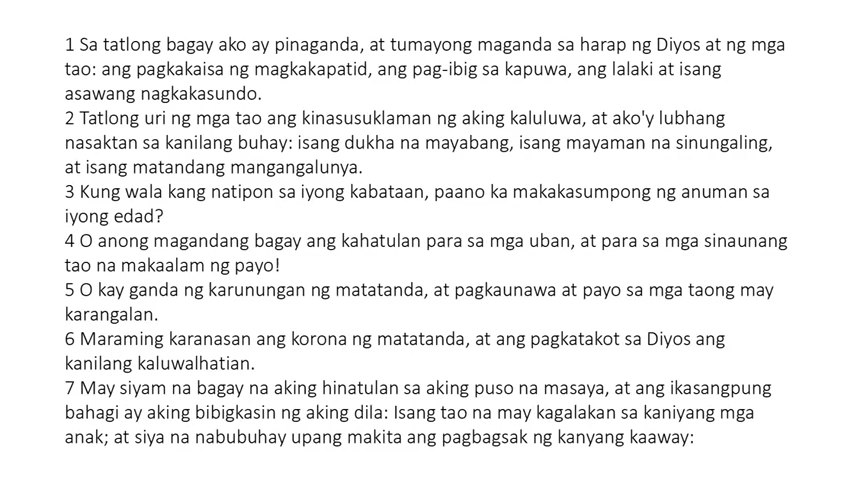 1 Sa tatlong bagay ako ay pinaganda, at tumayong maganda sa harap ng Diyos at ng mga
tao: ang pagkakaisa ng magkakapatid, ang pag-ibig sa kapuwa, ang lalaki at isang
asawang nagkakasundo.
2 Tatlong uri ng mga tao ang kinasusuklaman ng aking kaluluwa, at ako'y lubhang
nasaktan sa kanilang buhay: isang dukha na mayabang, isang mayaman na sinungaling,
at isang matandang mangangalunya.
3 Kung wala kang natipon sa iyong kabataan, paano ka makakasumpong ng anuman sa
iyong edad?
4 O anong magandang bagay ang kahatulan para sa mga uban, at para sa mga sinaunang
tao na makaalam ng payo!
5 O kay ganda ng karunungan ng matatanda, at pagkaunawa at payo sa mga taong may
karangalan.
6 Maraming karanasan ang korona ng matatanda, at ang pagkatakot sa Diyos ang
kanilang kaluwalhatian.
7 May siyam na bagay na aking hinatulan sa aking puso na masaya, at ang ikasangpung
bahagi ay aking bibigkasin ng aking dila: Isang tao na may kagalakan sa kaniyang mga
anak; at siya na nabubuhay upang makita ang pagbagsak ng kanyang kaaway: